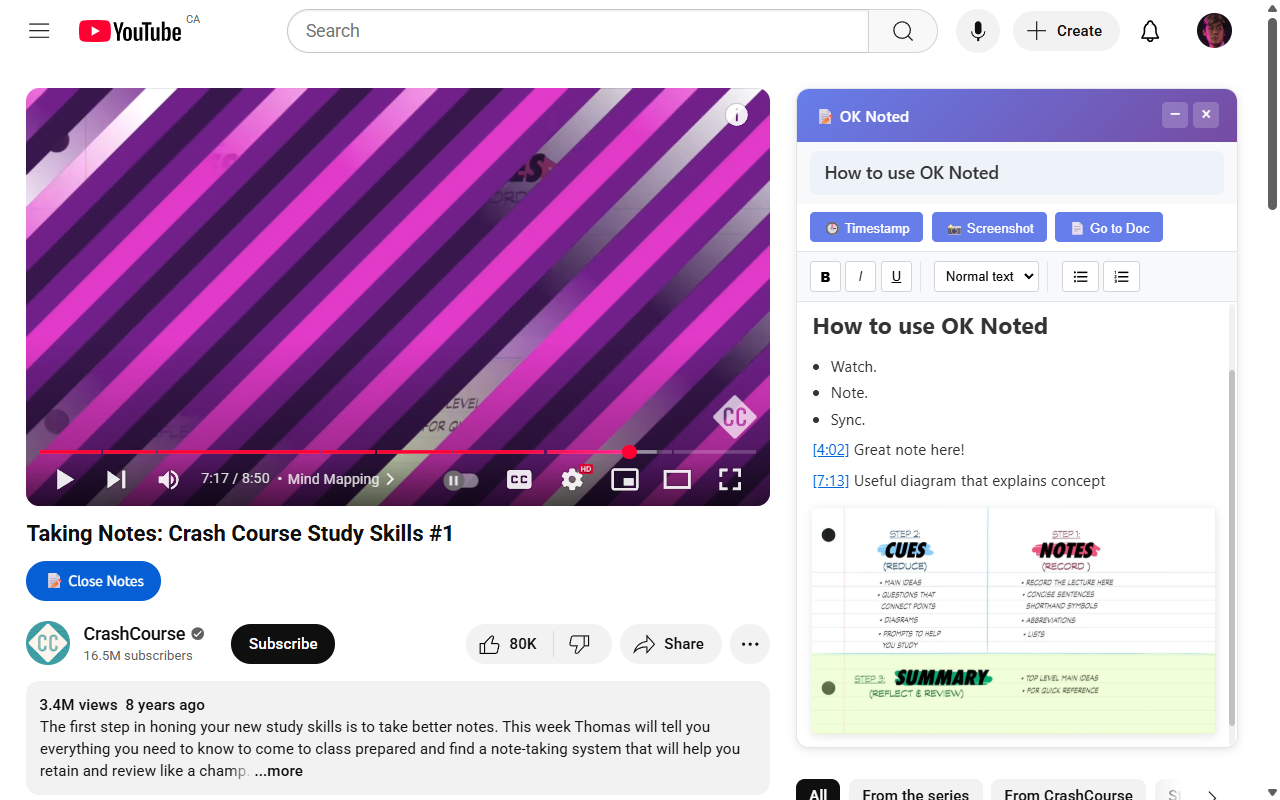 YouTube CA
Search
Create
OK Noted
How to use OK Noted
Timestamp
Screenshot
Go to Doc
B I U
Normal text
How to use OK Noted
• Watch.
• Note.
• Sync.
[4:02] Great note here!
[7:13] Useful diagram that explains concept
STEP 2:
CUES
(REDUCE)
• MAIN IDEAS
• QUESTIONS THAT
CONNECT POINTS
• DIAGRAMS
• PROMPTS TO HELP
YOU STUDY
STEP 1:
NOTES
(RECORD )
• RECORD THE LECTURE HERE
• CONCISE SENTENCES
SHORTHAND SYMBOLS
• ABBREVIATIONS
• LISTS
STEP 3: SUMMARY
(REFLECT & REVIEW)
• TOP LEVEL MAIN IDEAS
• FOR QUICK REFERENCE
CC
7:17 / 8:50 • Mind Mapping
CC
HD
Taking Notes: Crash Course Study Skills #1
Close Notes
CC
CrashCourse
16.5M subscribers
Subscribe
80K
Share
3.4M views 8 years ago
The first step in honing your new study skills is to take better notes. This week Thomas will tell you
everything you need to know to come to class prepared and find a note-taking system that will help you
retain and review like a champ. ...more
All
From the series
From CrashCourse